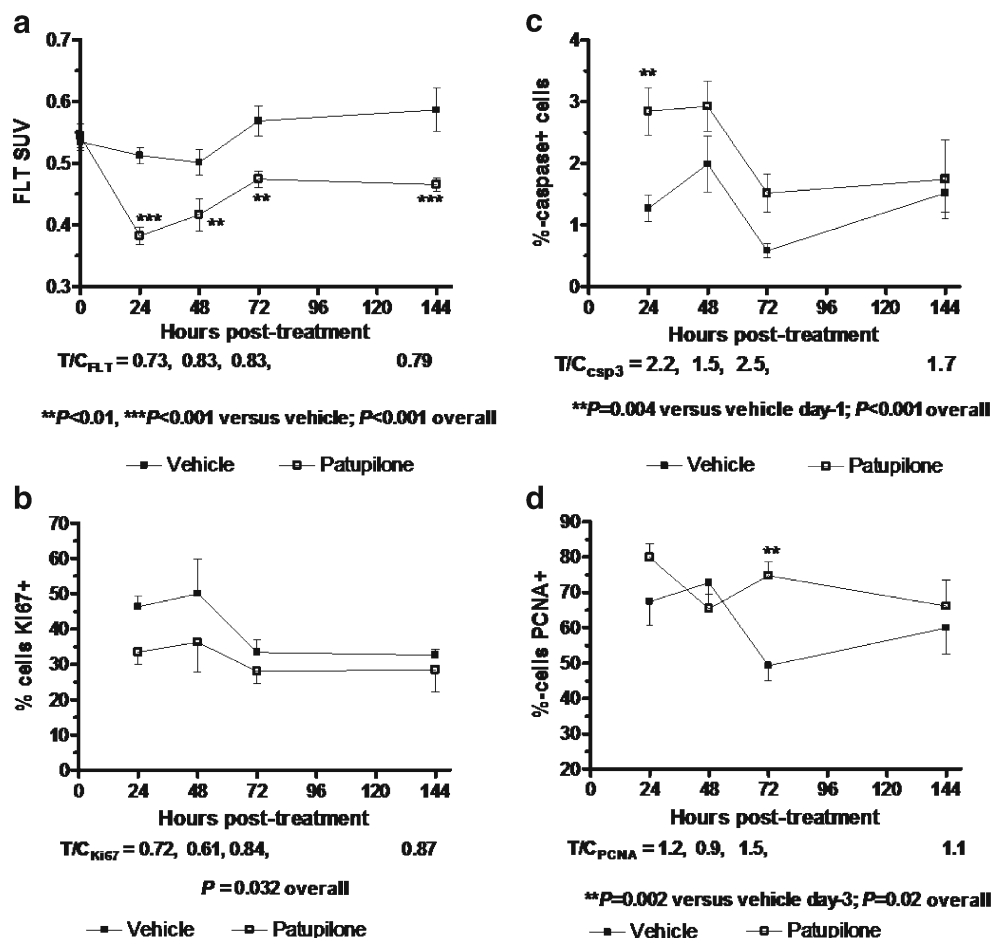 a
0.7
0.6
0.5
0.4
0.3
FLT SUV
***
**
**
***
0 24 48 72 96 120 144
Hours post-treatment
T/C FLT = 0.73, 0.83, 0.83, 0.79
**P<0.01, ***P<0.001 versus vehicle; P<0.001 overall
Vehicle Patupilone
b
70
60
50
40
30
20
10
0
% cells KI67+
0 24 48 72 96 120 144
Hours post-treatment
T/C Ki67 = 0.72, 0.61, 0.84, 0.87
P = 0.032 overall
Vehicle Patupilone
c
4
3
2
1
0
%-caspase+ cells
**
0 24 48 72 96 120 144
Hours post-treatment
T/C csp3 = 2.2, 1.5, 2.5, 1.7
**P=0.004 versus vehicle day-1; P<0.001 overall
Vehicle Patupilone
d
90
80
70
60
50
40
30
20
%-cells PCNA+
**
0 24 48 72 96 120 144
Hours post-treatment
T/C PCNA = 1.2, 0.9, 1.5, 1.1
**P=0.002 versus vehicle day-3; P=0.02 overall
Vehicle Patupilone